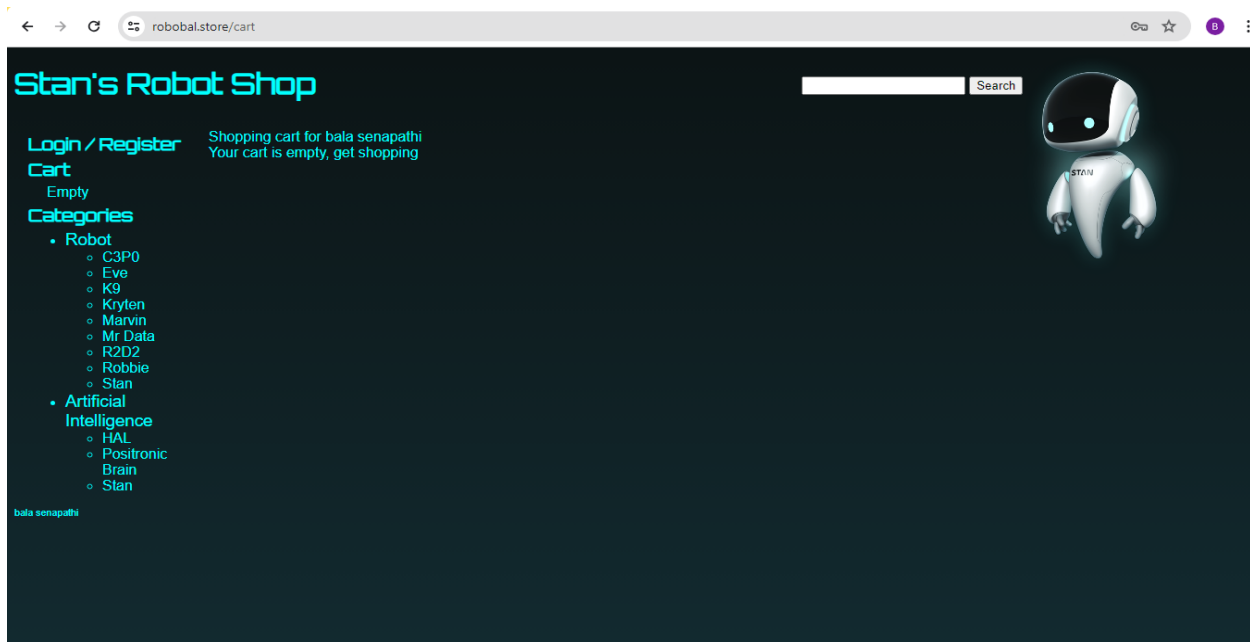 robobal.store/cart
B
Stan's Robot Shop
Search
STAN
Login / Register
Cart
Empty
Categories
Robot
C3P0
Eve
K9
Kryten
Marvin
Mr Data
R2D2
Robbie
Stan
Artificial
Intelligence
HAL
Positronic
Brain
Stan
Shopping cart for bala senapathi
Your cart is empty, get shopping
bala senapathi